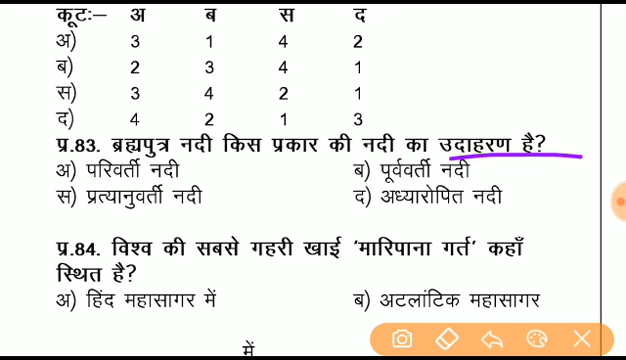 कूटः– अ ब स द
अ) 3 1 4 2
ब) 2 3 4 1
स) 3 4 2 1
द) 4 2 1 3
प्र.83. ब्रह्मपुत्र नदी किस प्रकार की नदी का उदाहरण है?
अ) परिवर्ती नदी ब) पूर्ववर्ती नदी
स) प्रत्यानुवर्ती नदी द) अध्यारोपित नदी
प्र.84. विश्व की सबसे गहरी खाई 'मारिपाना गर्त' कहाँ
स्थित है?
अ) हिंद महासागर में ब) अटलांटिक महासागर
में